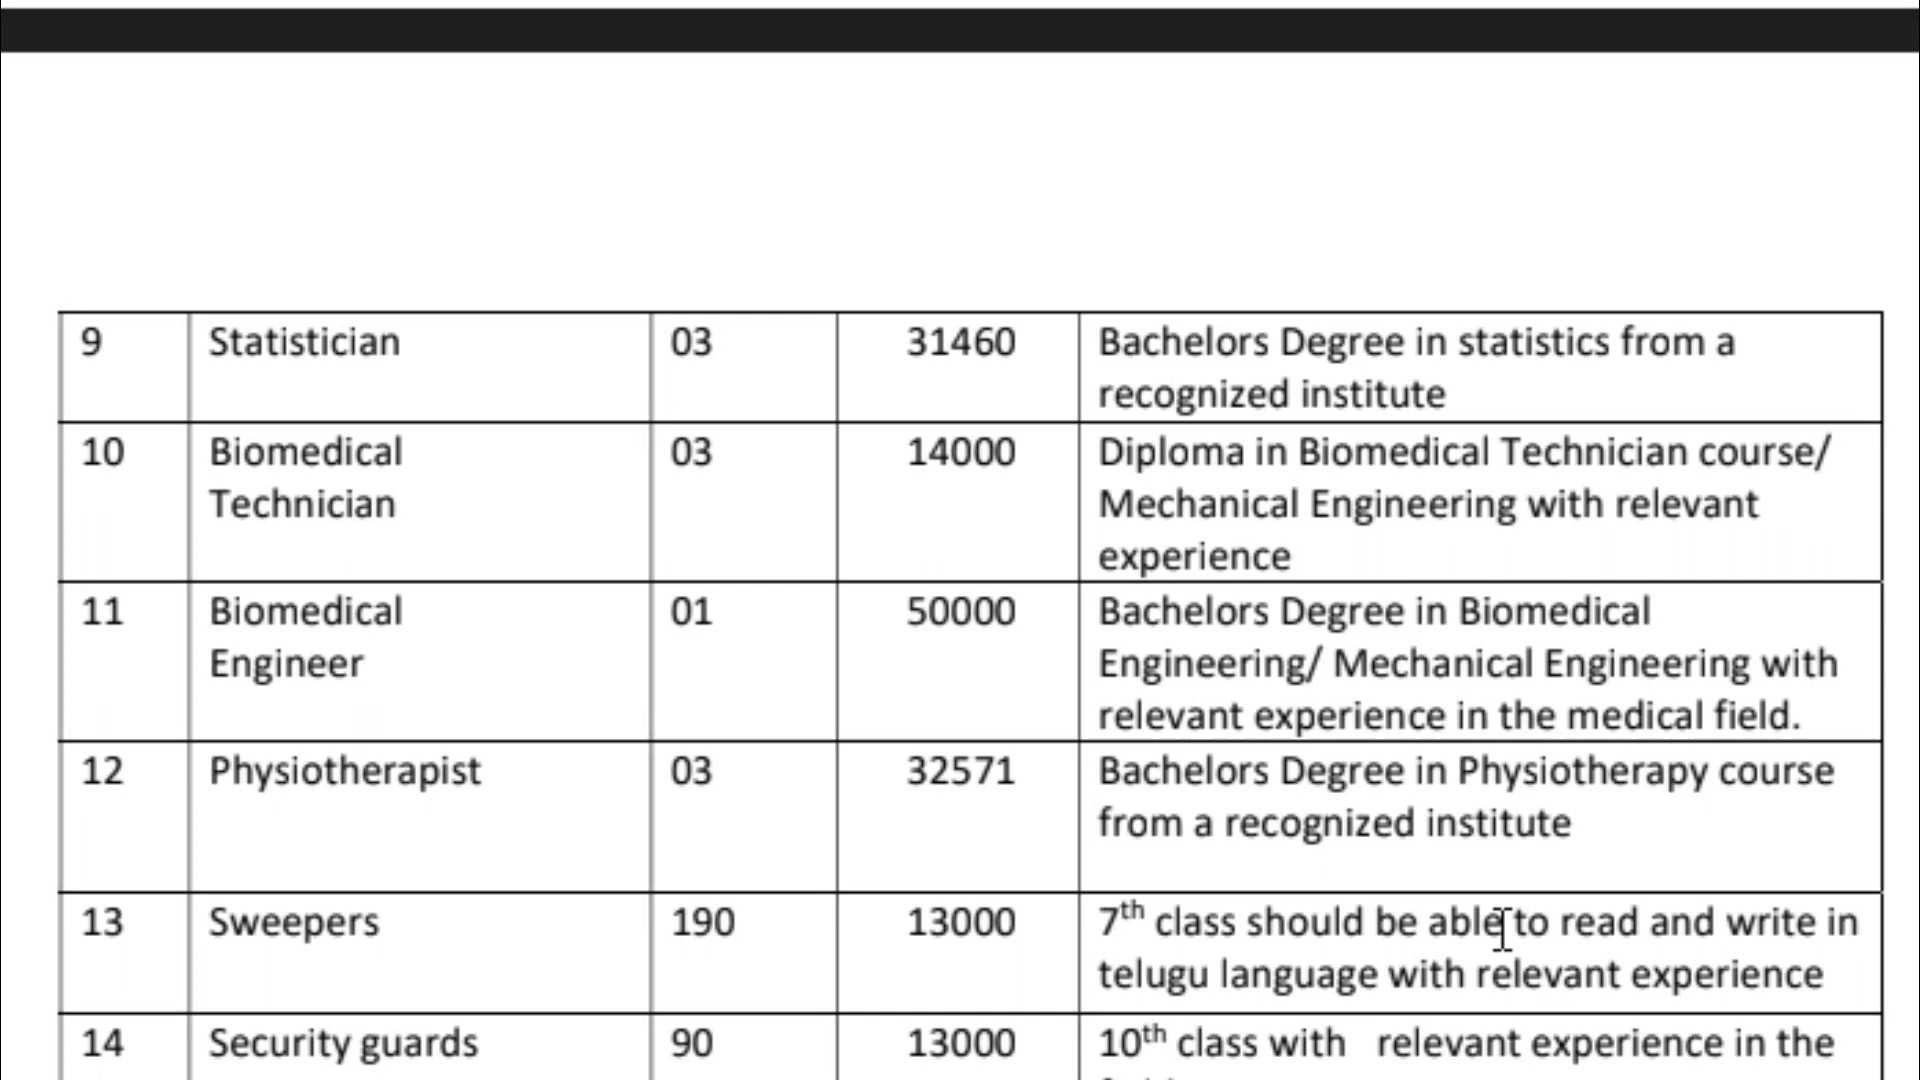 9 Statistician 03 31460 Bachelors Degree in statistics from a
recognized institute
10 Biomedical 03 14000 Diploma in Biomedical Technician course/
Technician Mechanical Engineering with relevant
experience
11 Biomedical 01 50000 Bachelors Degree in Biomedical
Engineer Engineering/ Mechanical Engineering with
relevant experience in the medical field.
12 Physiotherapist 03 32571 Bachelors Degree in Physiotherapy course
from a recognized institute
13 Sweepers 190 13000 7th class should be able to read and write in
telugu language with relevant experience
14 Security guards 90 13000 10th class with relevant experience in the